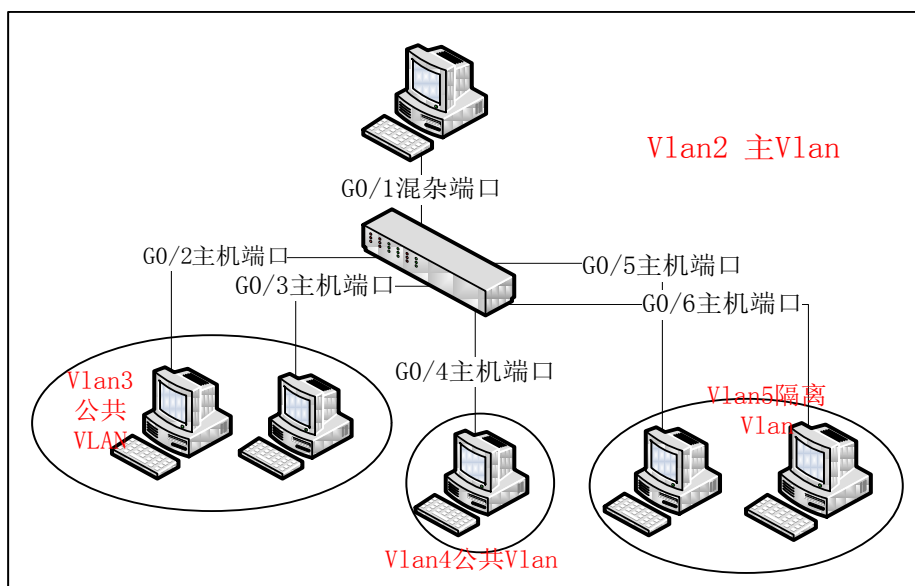 Vlan2 主Vlan
G0/1混杂端口
G0/2主机端口
G0/5主机端口
G0/3主机端口
G0/6主机端口
G0/4主机端口
Vlan3
公共
VLAN
Vlan5隔离
Vlan
Vlan4公共Vlan